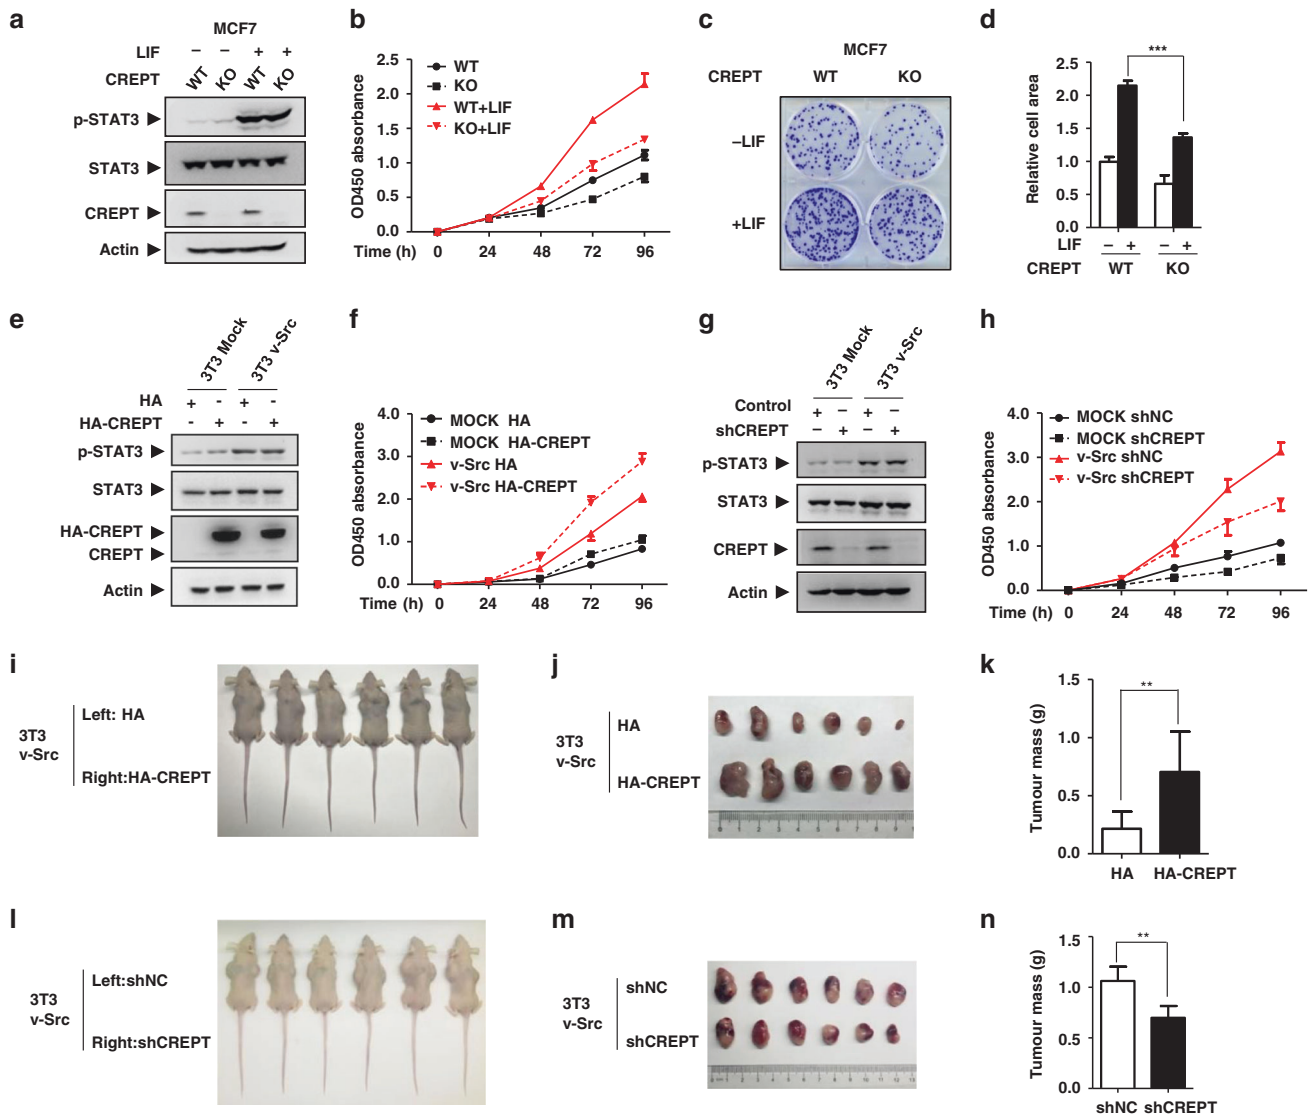 a
MCF7
LIF – – + +
CREPT WT KO WT KO
p-STAT3
STAT3
CREPT
Actin
b
OD450 absorbance
2.5
2.0
1.5
1.0
0.5
0.0
WT
KO
WT+LIF
KO+LIF
Time (h) 0 24 48 72 96
c
MCF7
CREPT WT KO
–LIF
+LIF
d
***
Relative cell area
2.5
2.0
1.5
1.0
0.5
0.0
LIF – + – +
CREPT WT KO
e
3T3 Mock 3T3 v-Src
HA + – + –
HA-CREPT - + - +
p-STAT3
STAT3
HA-CREPT
CREPT
Actin
f
OD450 absorbance
4.0
3.0
2.0
1.0
0.0
MOCK HA
MOCK HA-CREPT
v-Src HA
v-Src HA-CREPT
Time (h) 0 24 48 72 96
g
3T3 Mock 3T3 v-Src
Control + – + –
shCREPT – + – +
p-STAT3
STAT3
CREPT
Actin
h
OD450 absorbance
4.0
3.0
2.0
1.0
0.0
MOCK shNC
MOCK shCREPT
v-Src shNC
v-Src shCREPT
Time (h) 0 24 48 72 96
i
3T3
v-Src
Left: HA
Right:HA-CREPT
j
3T3
v-Src
HA
HA-CREPT
k
**
Tumour mass (g)
1.5
1.0
0.5
0.0
HA HA-CREPT
l
3T3
v-Src
Left:shNC
Right:shCREPT
m
3T3
v-Src
shNC
shCREPT
n
**
Tumour mass (g)
1.5
1.0
0.5
0.0
shNC shCREPT